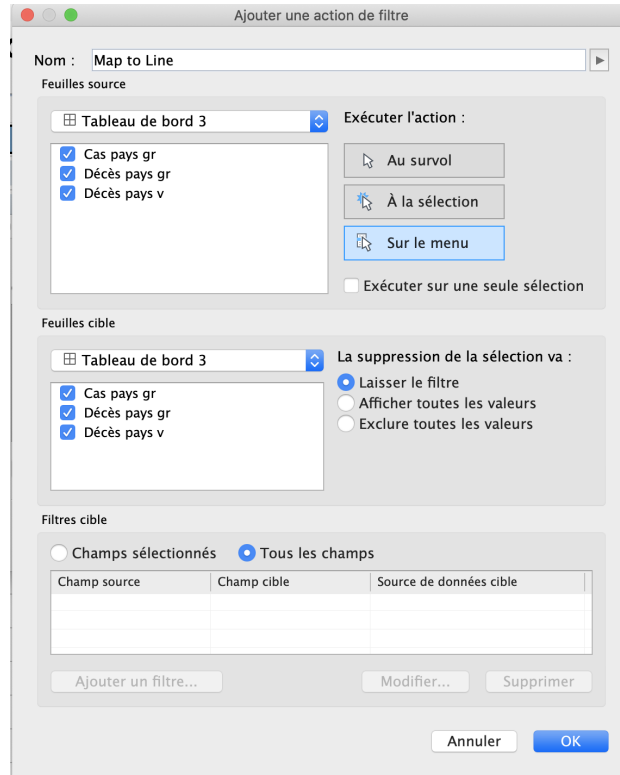 Ajouter une action de filtre
Nom : Map to Line
Feuilles source
Tableau de bord 3
Exécuter l'action :
Cas pays gr
Décès pays gr
Décès pays v
Au survol
À la sélection
Sur le menu
Exécuter sur une seule sélection
Feuilles cible
Tableau de bord 3
La suppression de la sélection va :
Cas pays gr
Décès pays gr
Décès pays v
Laisser le filtre
Afficher toutes les valeurs
Exclure toutes les valeurs
Filtres cible
Champs sélectionnés Tous les champs
Champ source Champ cible Source de données cible
Ajouter un filtre... Modifier... Supprimer
Annuler OK